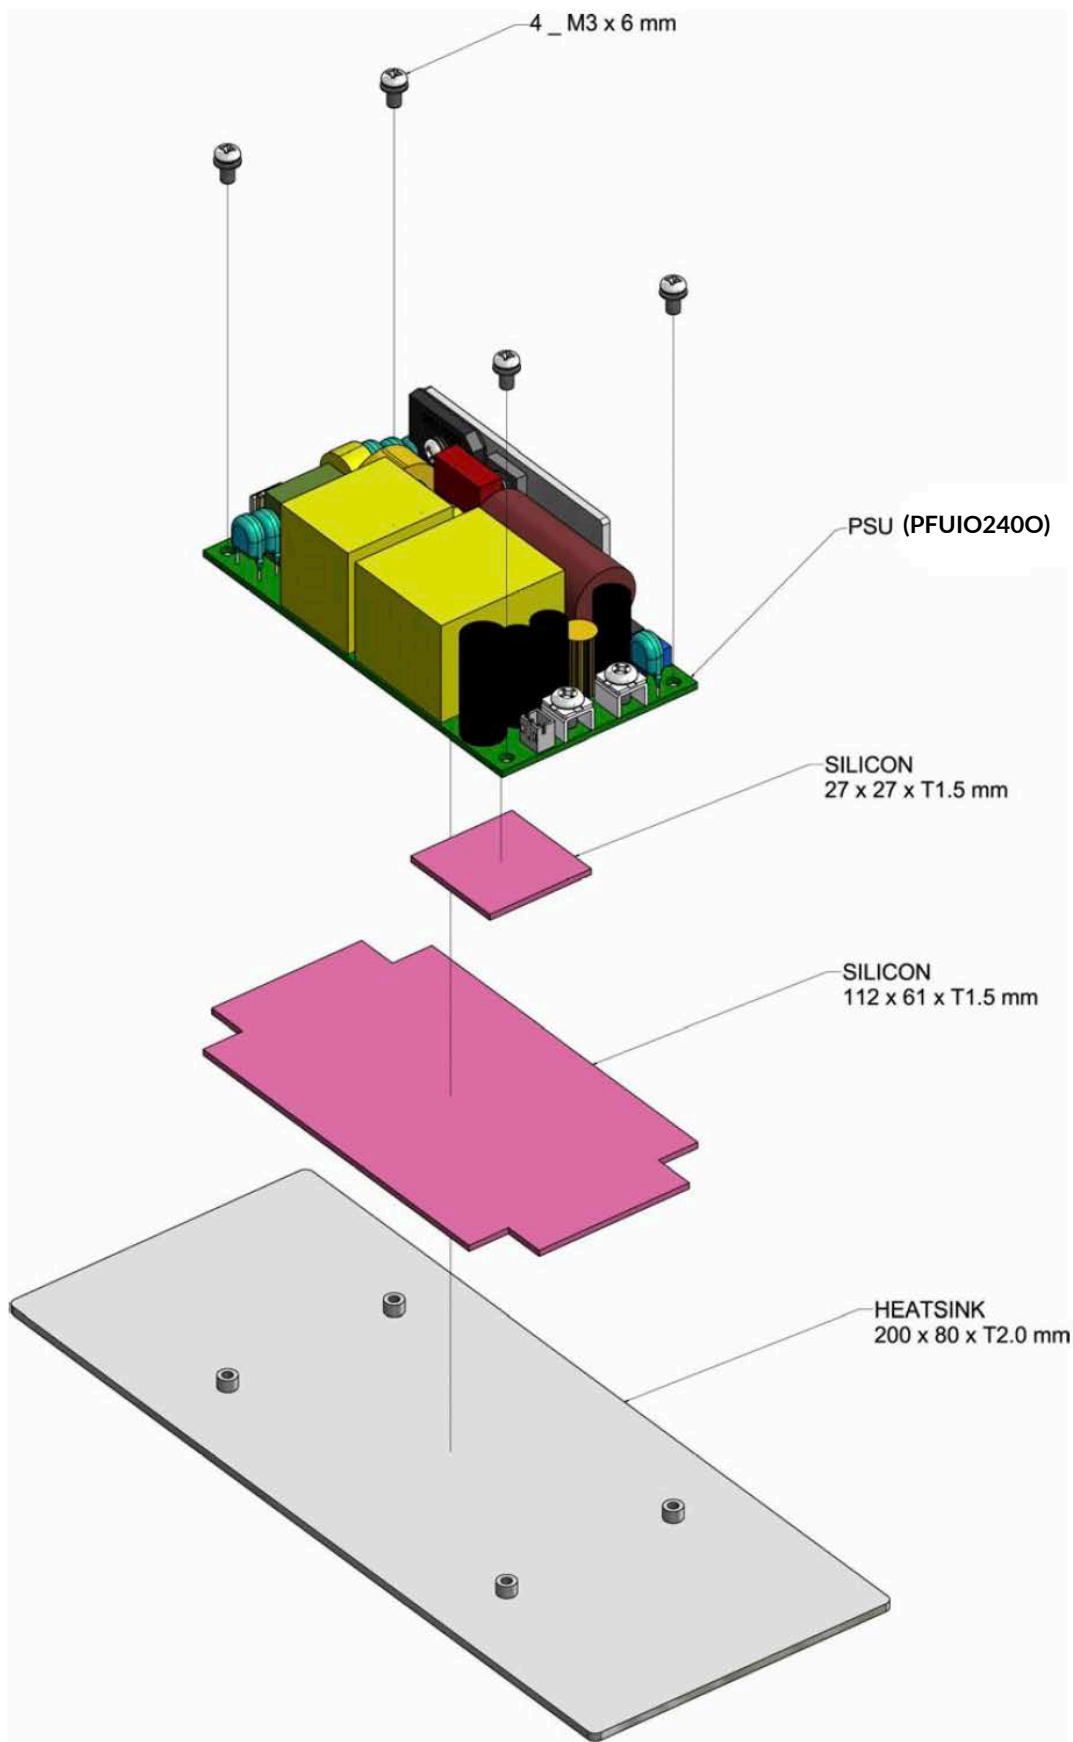 4 _ M3 x 6 mm
PSU (PFUIO240O)
SILICON
27 x 27 x T1.5 mm
SILICON
112 x 61 x T1.5 mm
HEATSINK
200 x 80 x T2.0 mm